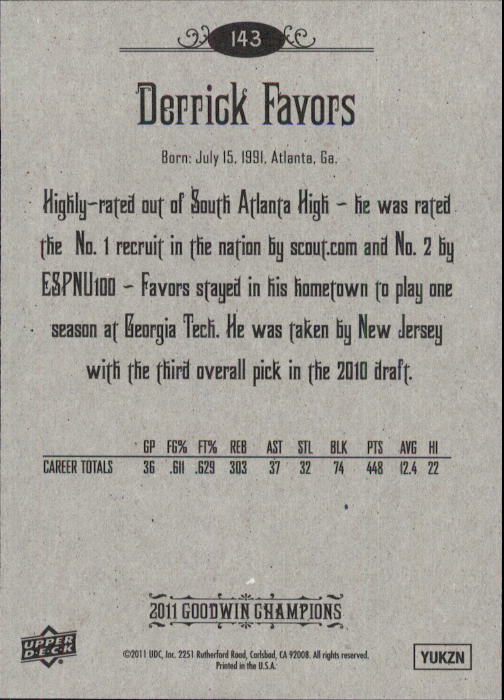 143
Derrick Favors
Born: July 15, 1991, Atlanta, Ga.
Highly-rated out of South Atlanta High – he was rated
the No. 1 recruit in the nation by scout.com and No. 2 by
ESPNU100 – Favors stayed in his hometown to play one
season at Georgia Tech. He was taken by New Jersey
with the third overall pick in the 2010 draft.
GP FG% FT% REB AST STL BLK PTS AVG HI
CAREER TOTALS 36 .611 .629 303 37 32 74 448 12.4 22
2011 GOODWIN CHAMPIONS
UPPER
DECK
©2011 UDC, Inc. 2251 Rutherford Road, Carlsbad, CA 92008. All rights reserved.
Printed in the U.S.A.
YUKZN